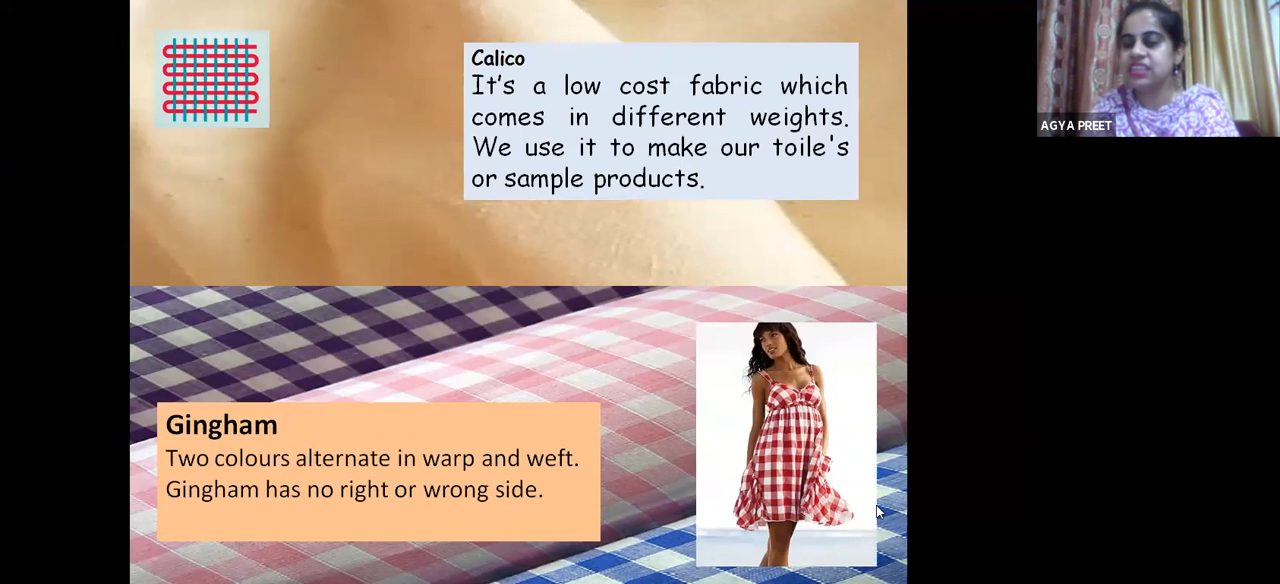 Calico
It's a low cost fabric which
comes in different weights.
We use it to make our toile's
or sample products.
AGYA PREET
Gingham
Two colours alternate in warp and weft.
Gingham has no right or wrong side.